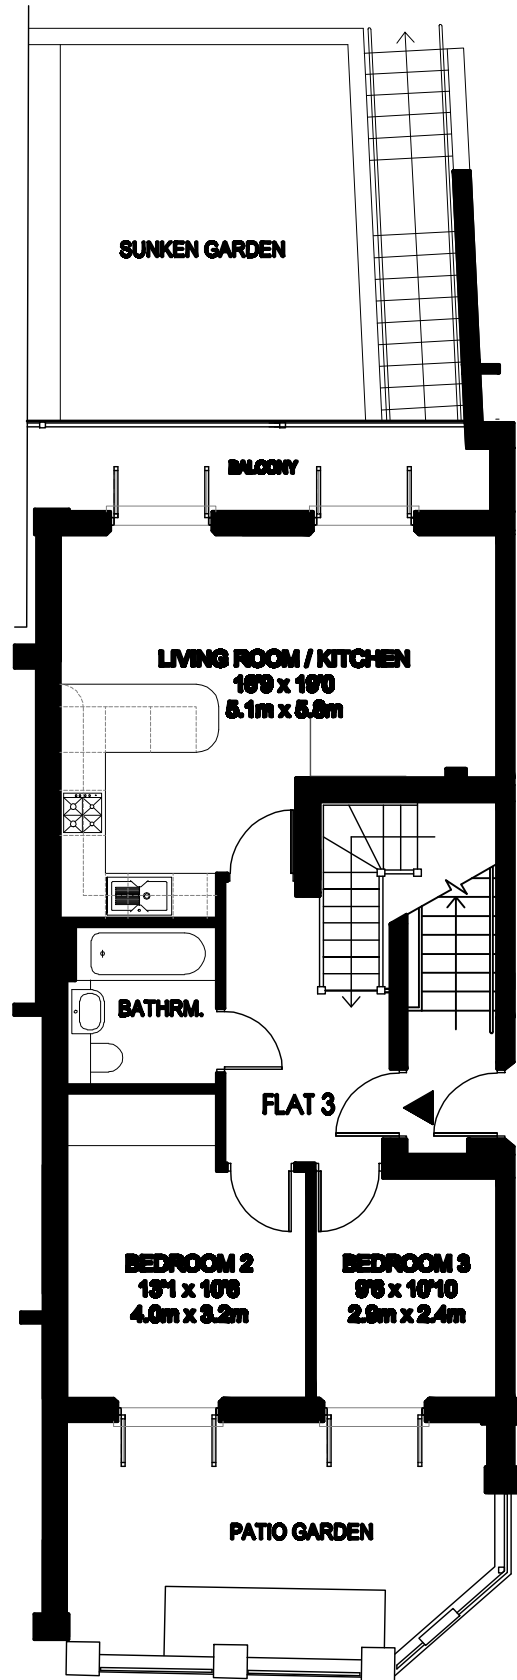 SUNKEN GARDEN
BALCONY
LIVING ROOM / KITCHEN
16'9 x 19'0
5.1m x 5.8m
BATHRM.
FLAT 3
BEDROOM 2
13'1 x 10'6
4.0m x 3.2m
BEDROOM 3
9'6 x 10'10
2.9m x 2.4m
PATIO GARDEN